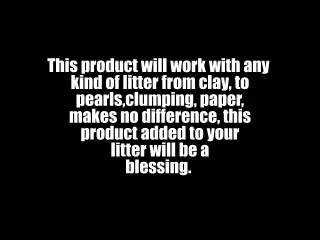 This product will work with any
kind of litter from clay, to
pearls,clumping, paper,
makes no difference, this
product added to your
litter will be a
blessing.